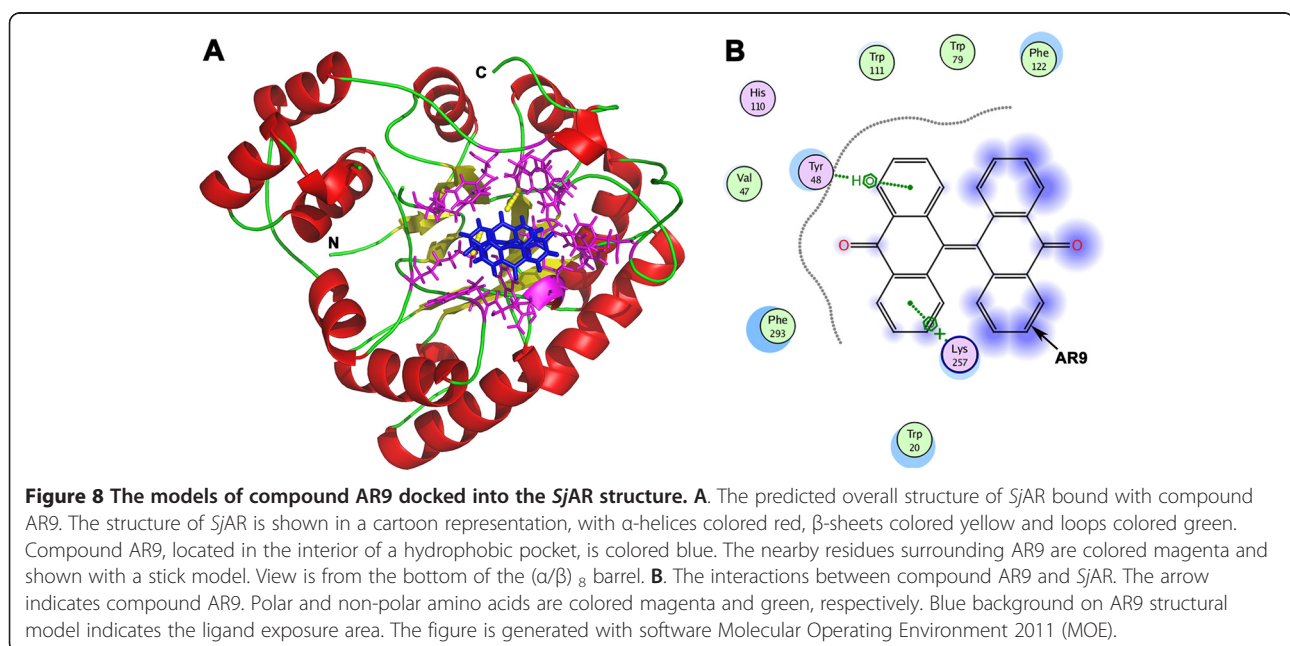 A
C
N
B
Trp
111
Trp
79
Phe
122
His
110
Val
47
Tyr
48
H
O
O
Phe
293
+
Lys
257
AR9
Trp
20
Figure 8 The models of compound AR9 docked into the SjAR structure. A. The predicted overall structure of SjAR bound with compound
AR9. The structure of SjAR is shown in a cartoon representation, with α-helices colored red, β-sheets colored yellow and loops colored green.
Compound AR9, located in the interior of a hydrophobic pocket, is colored blue. The nearby residues surrounding AR9 are colored magenta and
shown with a stick model. View is from the bottom of the (α/β) 8 barrel. B. The interactions between compound AR9 and SjAR. The arrow
indicates compound AR9. Polar and non-polar amino acids are colored magenta and green, respectively. Blue background on AR9 structural
model indicates the ligand exposure area. The figure is generated with software Molecular Operating Environment 2011 (MOE).